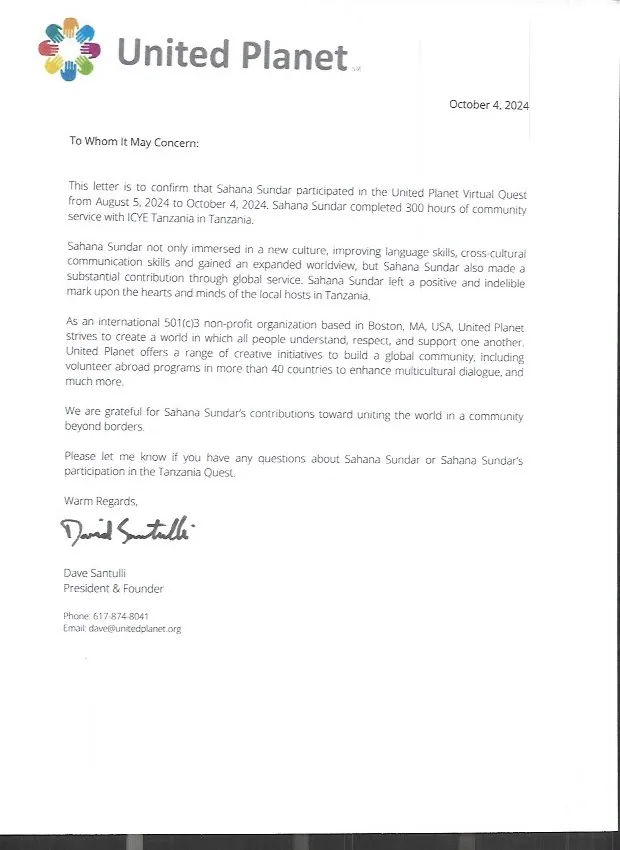 United Planet
SM
October 4, 2024
To Whom It May Concern:
This letter is to confirm that Sahana Sundar participated in the United Planet Virtual Quest
from August 5, 2024 to October 4, 2024. Sahana Sundar completed 300 hours of community
service with ICYE Tanzania in Tanzania.
Sahana Sundar not only immersed in a new culture, improving language skills, cross-cultural
communication skills and gained an expanded worldview, but Sahana Sundar also made a
substantial contribution through global service. Sahana Sundar left a positive and indelible
mark upon the hearts and minds of the local hosts in Tanzania.
As an international 501(c)3 non-profit organization based in Boston, MA, USA, United Planet
strives to create a world in which all people understand, respect, and support one another.
United Planet offers a range of creative initiatives to build a global community, including
volunteer abroad programs in more than 40 countries to enhance multicultural dialogue, and
much more.
We are grateful for Sahana Sundar's contributions toward uniting the world in a community
beyond borders.
Please let me know if you have any questions about Sahana Sundar or Sahana Sundar's
participation in the Tanzania Quest.
Warm Regards,
David Santulli
Dave Santulli
President & Founder
Phone: 617-874-8041
Email: dave@unitedplanet.org